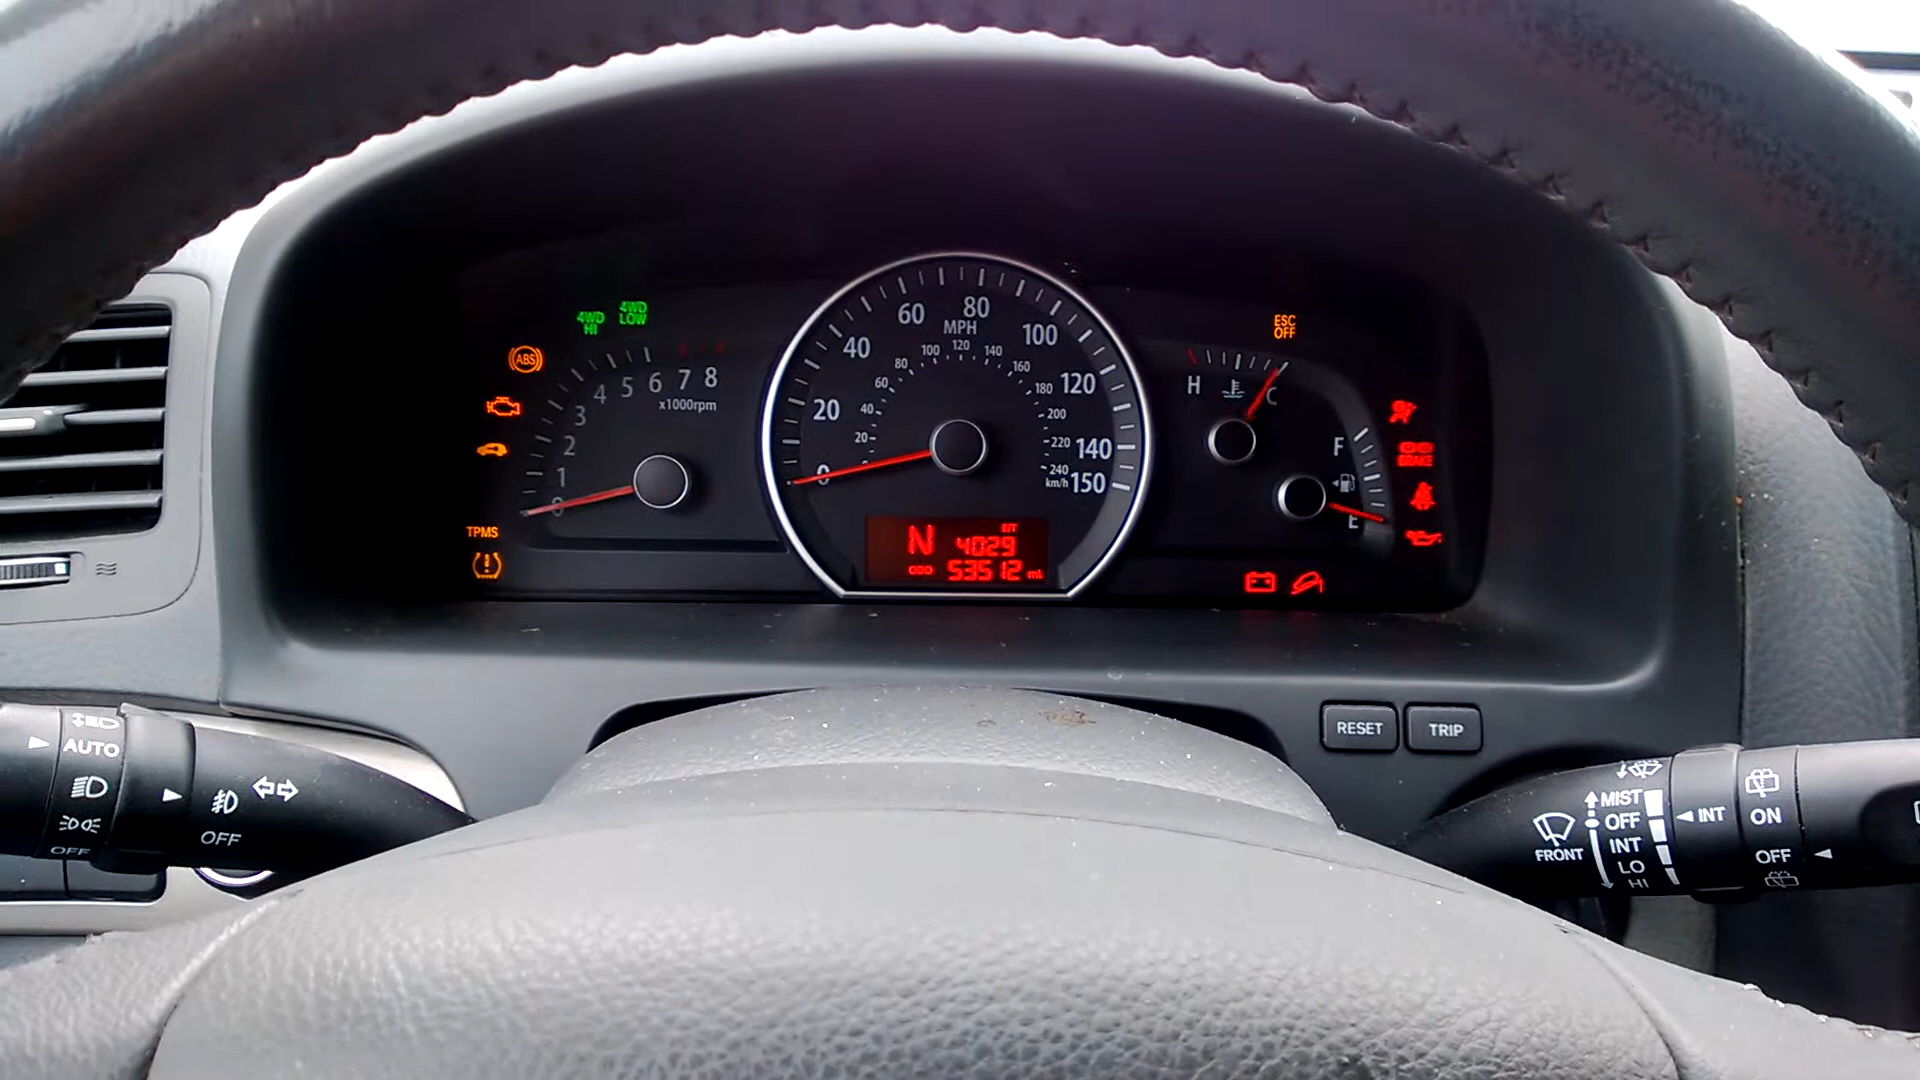 4WD
HI
4WD
LOW
ABS
TPMS
0
1
2
3
4
5
6
7
8
x1000rpm
0
20
40
60
80
100
120
140
150
MPH
20
40
60
80
100
120
140
160
180
200
220
240
km/h
N
4029
ODO 53512 mi
ESC
OFF
H
C
F
E
BRAKE
RESET
TRIP
AUTO
OFF
OFF
FRONT
MIST
OFF
INT
LO
HI
INT
ON
OFF